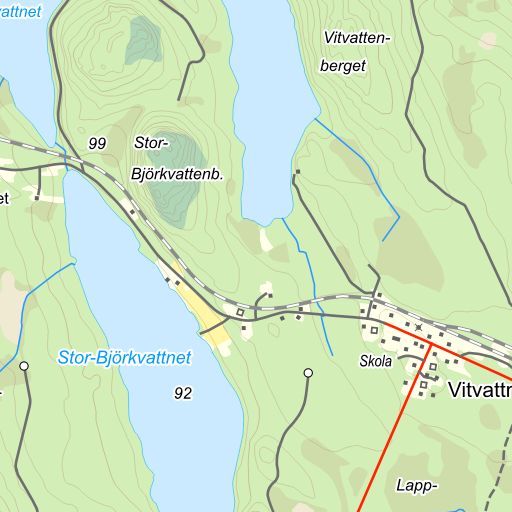 vattnet
Vitvatten-
berget
99
Stor-
Björkvattenb.
et
Stor-Björkvattnet
92
Skola
Vitvattn
Lapp-